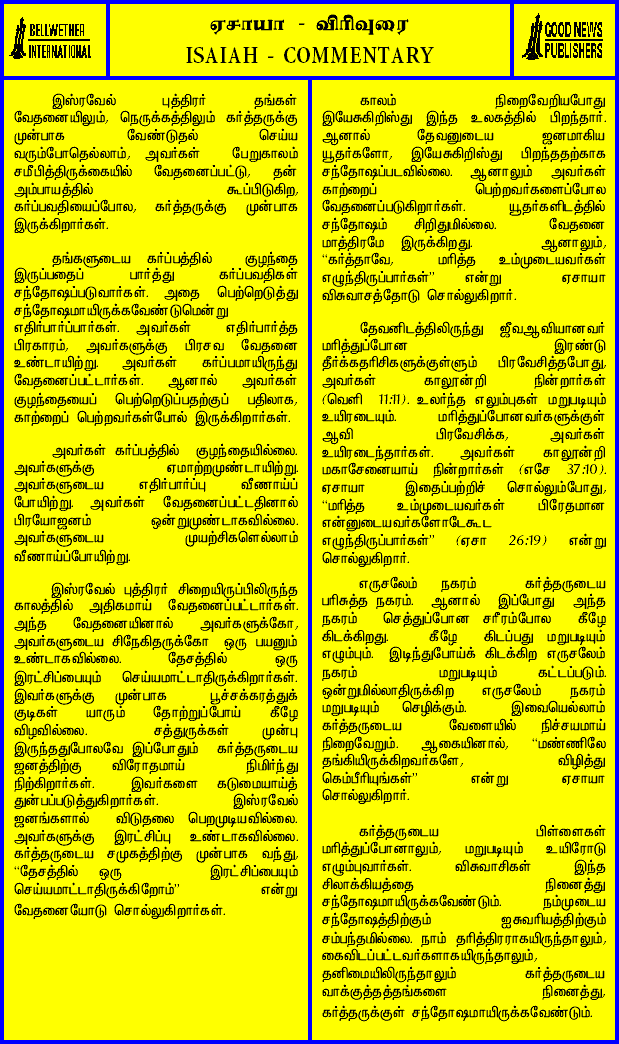 BELLWETHER
INTERNATIONAL
ஏசாயா - விரிவுரை
ISAIAH - COMMENTARY
GOOD NEWS
PUBLISHERS
இஸ்ரவேல் புத்திரர் தங்கள்
வேதனையிலும், நெருக்கத்திலும் கர்த்தருக்கு
முன்பாக வேண்டுதல் செய்ய
வரும்போதெல்லாம், அவர்கள் பேறுகாலம்
சமீபித்திருக்கையில் வேதனைப்பட்டு, தன்
அம்பாயத்தில் கூப்பிடுகிற,
கர்ப்பவதியைப்போல, கர்த்தருக்கு முன்பாக
இருக்கிறார்கள்.
தங்களுடைய கர்ப்பத்தில் குழந்தை
இருப்பதைப் பார்த்து கர்ப்பவதிகள்
சந்தோஷப்படுவார்கள். அதை பெற்றெடுத்து
சந்தோஷமாயிருக்கவேண்டுமென்று
எதிர்பார்ப்பார்கள். அவர்கள் எதிர்பார்த்த
பிரகாரம், அவர்களுக்கு பிரசவ வேதனை
உண்டாயிற்று. அவர்கள் கர்ப்பமாயிருந்து
வேதனைப்பட்டார்கள். ஆனால் அவர்கள்
குழந்தையைப் பெற்றெடுப்பதற்குப் பதிலாக,
காற்றைப் பெற்றவர்கள்போல் இருக்கிறார்கள்.
அவர்கள் கர்ப்பத்தில் குழந்தையில்லை.
அவர்களுக்கு ஏமாற்றமுண்டாயிற்று.
அவர்களுடைய எதிர்பார்ப்பு வீணாய்ப்
போயிற்று. அவர்கள் வேதனைப்பட்டதினால்
பிரயோஜனம் ஒன்றுமுண்டாகவில்லை.
அவர்களுடைய முயற்சிகளெல்லாம்
வீணாய்ப்போயிற்று.
இஸ்ரவேல் புத்திரர் சிறையிருப்பிலிருந்த
காலத்தில் அதிகமாய் வேதனைப்பட்டார்கள்.
அந்த வேதனையினால் அவர்களுக்கோ,
அவர்களுடைய சிநேகிதருக்கோ ஒரு பயனும்
உண்டாகவில்லை. தேசத்தில் ஒரு
இரட்சிப்பையும் செய்யமாட்டாதிருக்கிறார்கள்.
இவர்களுக்கு முன்பாக பூச்சக்கரத்துக்
குடிகள் யாரும் தோற்றுப்போய் கீழே
விழவில்லை. சத்துருக்கள் முன்பு
இருந்ததுபோலவே இப்போதும் கர்த்தருடைய
ஜனத்திற்கு விரோதமாய் நிமிர்ந்து
நிற்கிறார்கள். இவர்களை கடுமையாய்த்
துன்பப்படுத்துகிறார்கள். இஸ்ரவேல்
ஜனங்களால் விடுதலை பெறமுடியவில்லை.
அவர்களுக்கு இரட்சிப்பு உண்டாகவில்லை.
கர்த்தருடைய சமுகத்திற்கு முன்பாக வந்து,
“தேசத்தில் ஒரு இரட்சிப்பையும்
செய்யமாட்டாதிருக்கிறோம்” என்று
வேதனையோடு சொல்லுகிறார்கள்.
காலம் நிறைவேறியபோது
இயேசுகிறிஸ்து இந்த உலகத்தில் பிறந்தார்.
ஆனால் தேவனுடைய ஜனமாகிய
யூதர்களோ, இயேசுகிறிஸ்து பிறந்ததற்காக
சந்தோஷப்படவில்லை. ஆனாலும் அவர்கள்
காற்றைப் பெற்றவர்களைப்போல
வேதனைப்படுகிறார்கள். யூதர்களிடத்தில்
சந்தோஷம் சிறிதுமில்லை. வேதனை
மாத்திரமே இருக்கிறது. ஆனாலும்,
“கர்த்தாவே, மரித்த உம்முடையவர்கள்
எழுந்திருப்பார்கள்” என்று ஏசாயா
விசுவாசத்தோடு சொல்லுகிறார்.
தேவனிடத்திலிருந்து ஜீவஆவியானவர்
மரித்துப்போன இரண்டு
தீர்க்கதரிசிகளுக்குள்ளும் பிரவேசித்தபோது,
அவர்கள் காலூன்றி நின்றார்கள்
(வெளி 11:11). உலர்ந்த எலும்புகள் மறுபடியும்
உயிரடையும். மரித்துப்போனவர்களுக்குள்
ஆவி பிரவேசிக்க, அவர்கள்
உயிரடைந்தார்கள். அவர்கள் காலூன்றி
மகாசேனையாய் நின்றார்கள் (எசே 37:10).
ஏசாயா இதைப்பற்றிச் சொல்லும்போது,
“மரித்த உம்முடையவர்கள் பிரேதமான
என்னுடையவர்களோடேகூட
எழுந்திருப்பார்கள்” (ஏசா 26:19) என்று
சொல்லுகிறார்.
எருசலேம் நகரம் கர்த்தருடைய
பரிசுத்த நகரம். ஆனால் இப்போது அந்த
நகரம் செத்துப்போன சரீரம்போல கீழே
கிடக்கிறது. கீழே கிடப்பது மறுபடியும்
எழும்பும். இடிந்துபோய்க் கிடக்கிற எருசலேம்
நகரம் மறுபடியும் கட்டப்படும்.
ஒன்றுமில்லாதிருக்கிற எருசலேம் நகரம்
மறுபடியும் செழிக்கும். இவையெல்லாம்
கர்த்தருடைய வேளையில் நிச்சயமாய்
நிறைவேறும். ஆகையினால், “மண்ணிலே
தங்கியிருக்கிறவர்களே, விழித்து
கெம்பீரியுங்கள்” என்று ஏசாயா
சொல்லுகிறார்.
கர்த்தருடைய பிள்ளைகள்
மரித்துப்போனாலும், மறுபடியும் உயிரோடு
எழும்புவார்கள். விசுவாசிகள் இந்த
சிலாக்கியத்தை நினைத்து
சந்தோஷமாயிருக்கவேண்டும். நம்முடைய
சந்தோஷத்திற்கும் ஐசுவரியத்திற்கும்
சம்பந்தமில்லை. நாம் தரித்திரராகயிருந்தாலும்,
கைவிடப்பட்டவர்களாகயிருந்தாலும்,
தனிமையிலிருந்தாலும் கர்த்தருடைய
வாக்குத்தத்தங்களை நினைத்து,
கர்த்தருக்குள் சந்தோஷமாயிருக்கவேண்டும்.